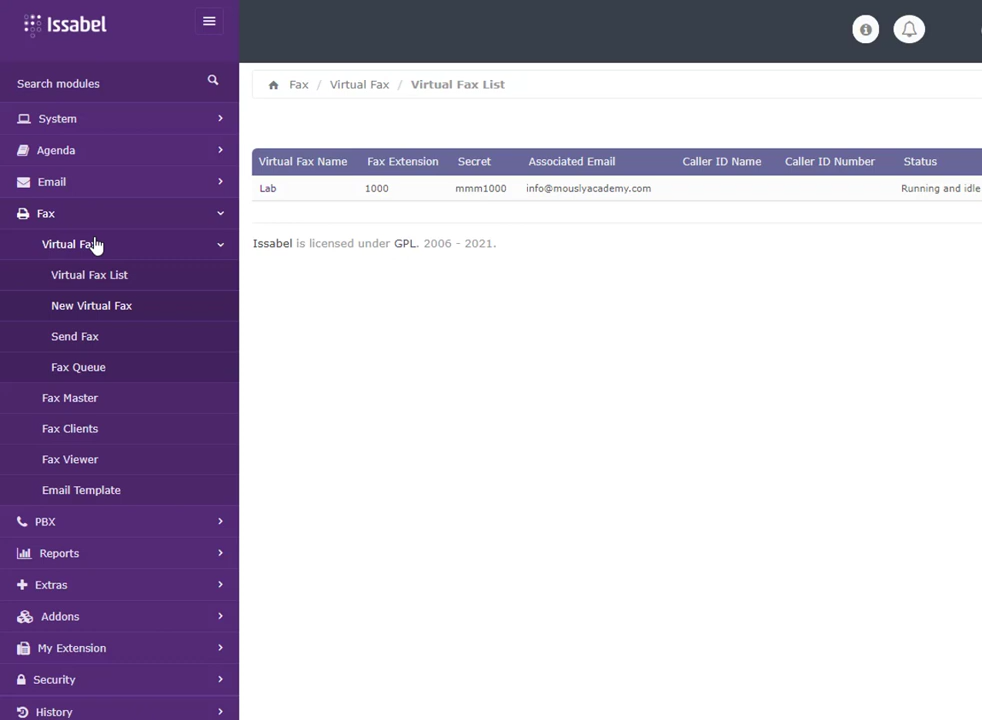 Issabel
Search modules
System
Agenda
Email
Fax
Virtual Fax
Virtual Fax List
New Virtual Fax
Send Fax
Fax Queue
Fax Master
Fax Clients
Fax Viewer
Email Template
PBX
Reports
Extras
Addons
My Extension
Security
History
Fax / Virtual Fax / Virtual Fax List
Virtual Fax Name Fax Extension Secret Associated Email Caller ID Name Caller ID Number Status
Lab 1000 mmm1000 info@mouslyacademy.com Running and idle
Issabel is licensed under GPL. 2006 - 2021.